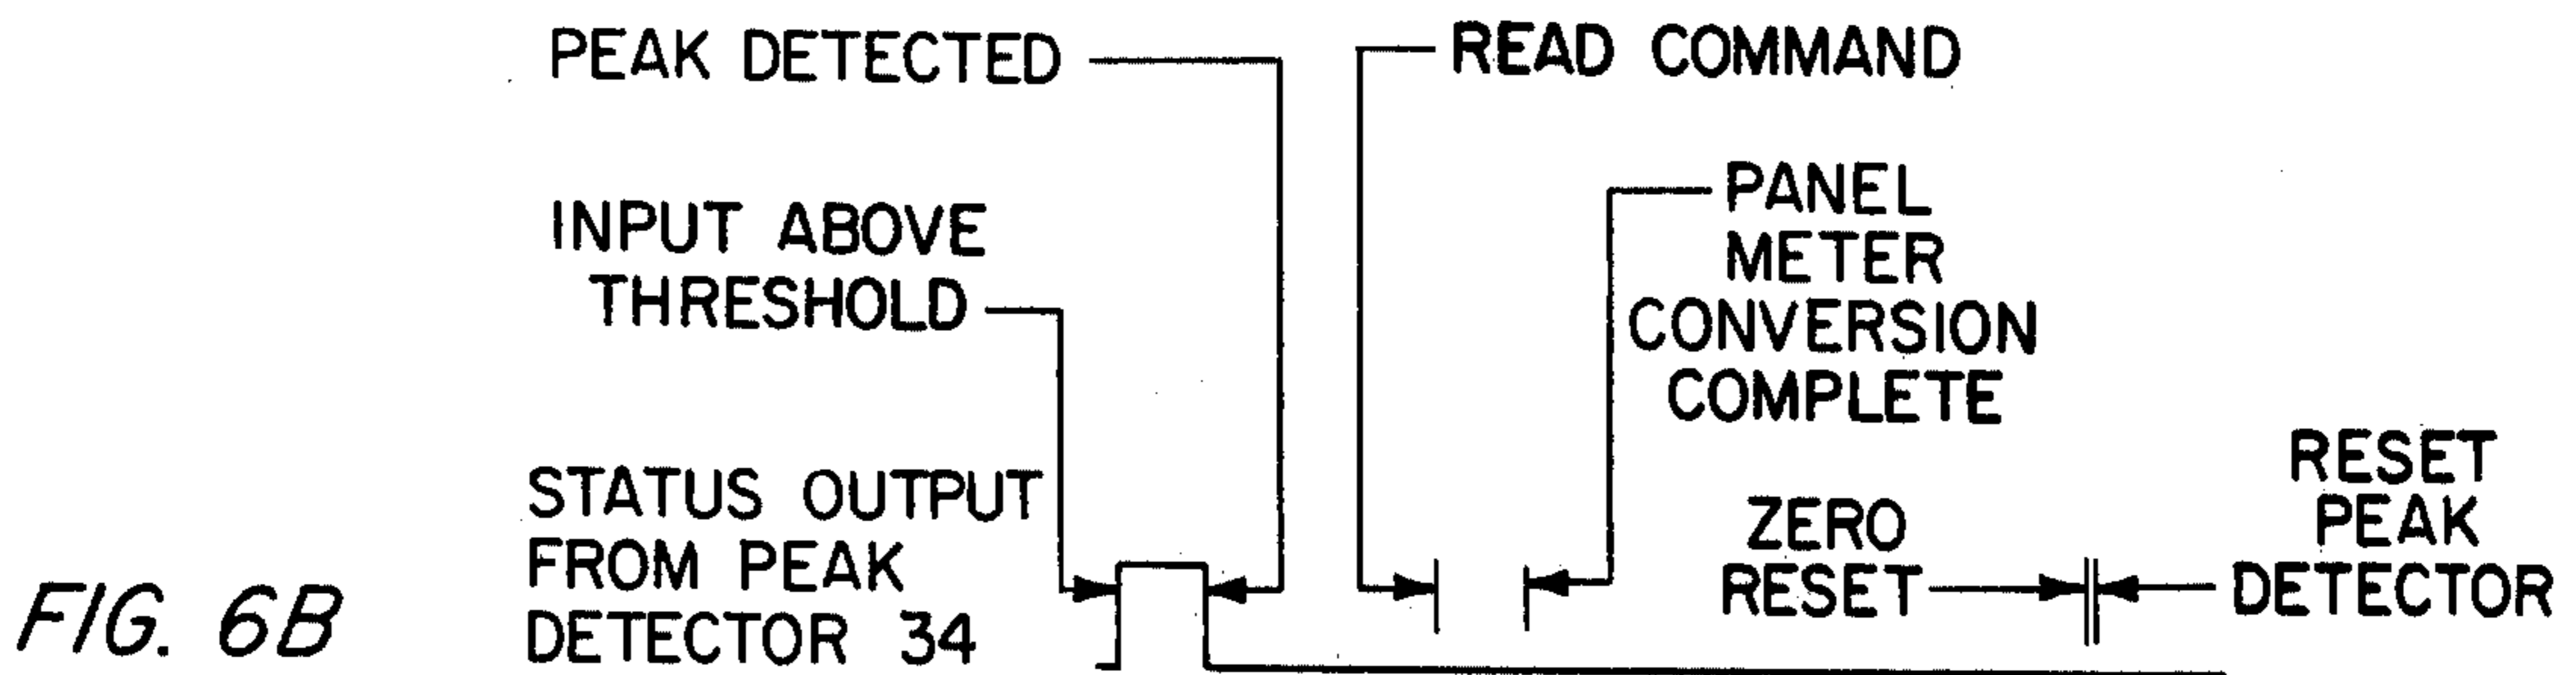 PEAK DETECTED
READ COMMAND
INPUT ABOVE
THRESHOLD
PANEL
METER
CONVERSION
COMPLETE
STATUS OUTPUT
FROM PEAK
DETECTOR 34
ZERO
RESET
RESET
PEAK
DETECTOR
FIG. 6B